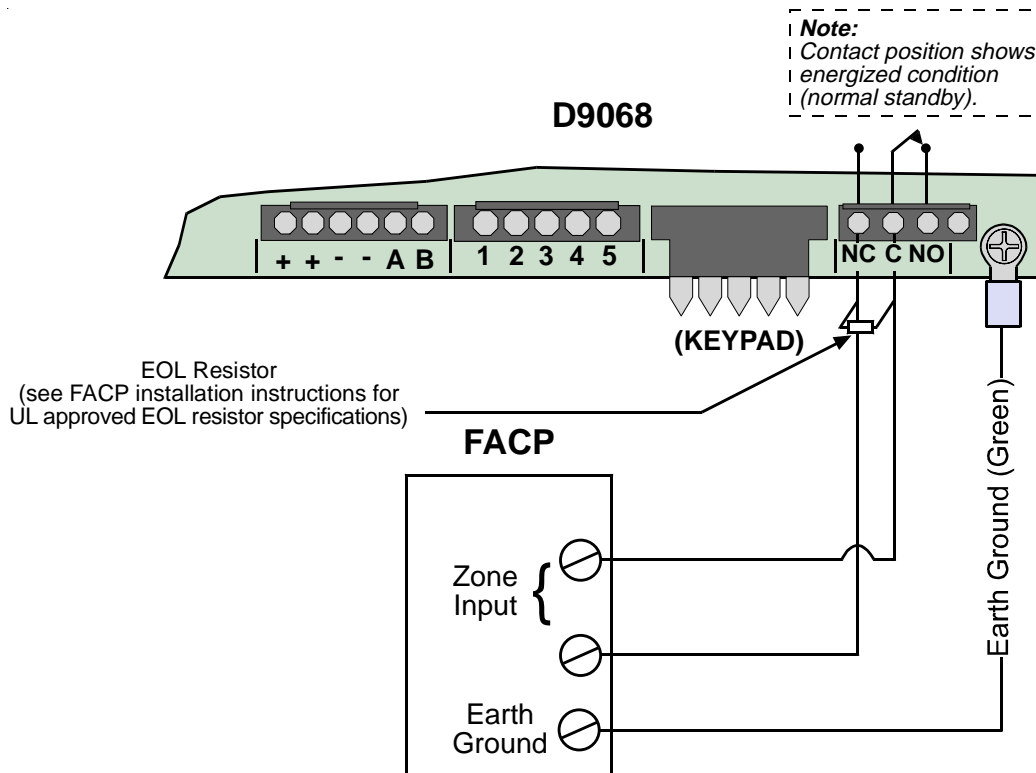 Note:
Contact position shows
energized condition
(normal standby).
D9068
+ + - - A B
1 2 3 4 5
NC C NO
(KEYPAD)
EOL Resistor
(see FACP installation instructions for
UL approved EOL resistor specifications)
FACP
Zone
Input {
Earth
Ground
Earth Ground (Green)